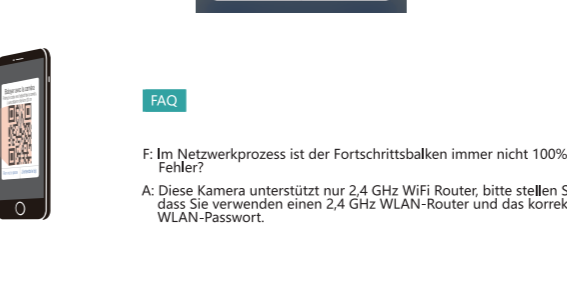 FAQ
F: Im Netzwerkprozess ist der Fortschrittsbalken immer nicht 100%
Fehler?
A: Diese Kamera unterstützt nur 2,4 GHz WiFi Router, bitte stellen S
dass Sie verwenden einen 2,4 GHz WLAN-Router und das korrek
WLAN-Passwort.